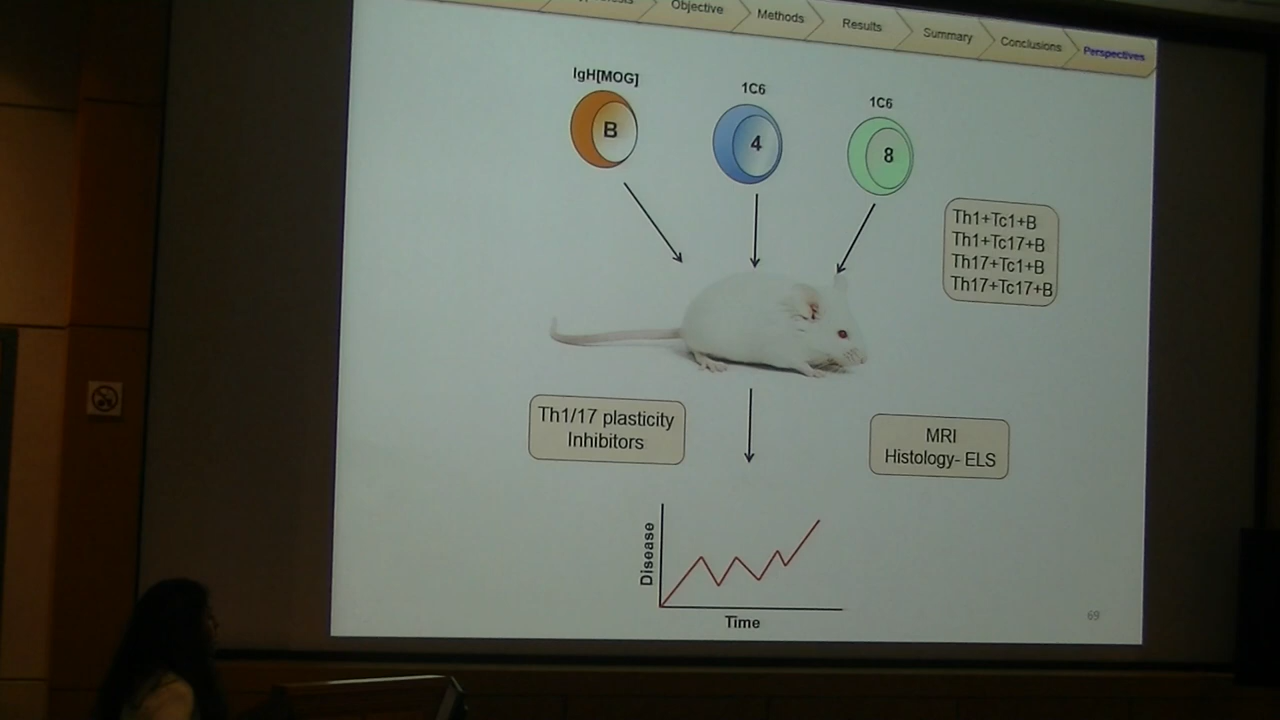 Objective
Methods
Results
Summary
Conclusions
Perspectives
IgH[MOG]
1C6
1C6
B
4
8
Th1+Tc1+B
Th1+Tc17+B
Th17+Tc1+B
Th17+Tc17+B
Th1/17 plasticity
Inhibitors
MRI
Histology- ELS
Disease
Time
69